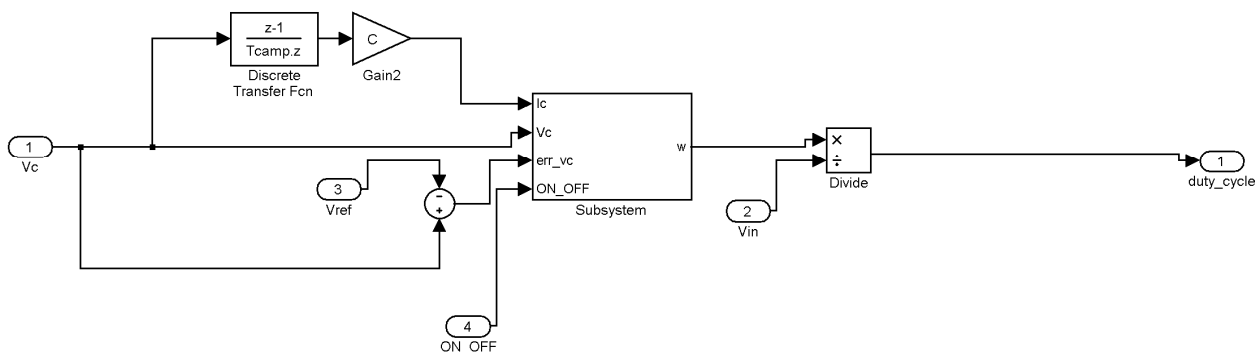 z-1
Tcamp.z
Discrete
Transfer Fcn
C
Gain2
1
Vc
3
Vref
-
+
Ic
Vc
err_vc
ON_OFF
w
Subsystem
4
ON_OFF
2
Vin
×
÷
Divide
1
duty_cycle